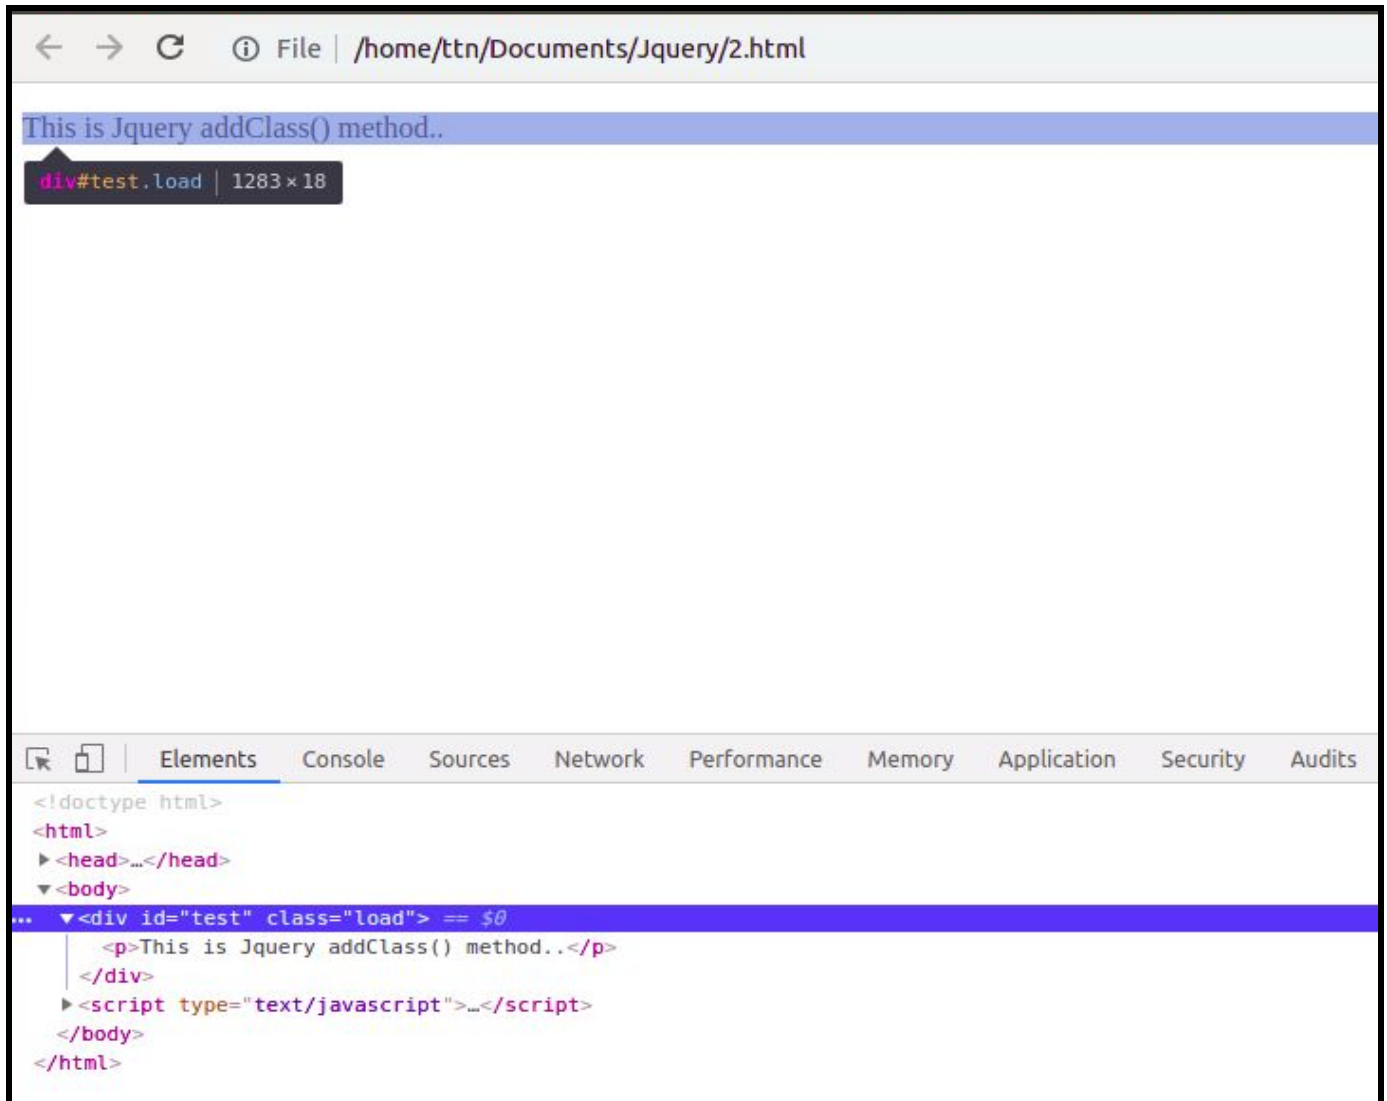 File | /home/ttn/Documents/Jquery/2.html
This is Jquery addClass() method..
div#test.load | 1283 × 18
Elements Console Sources Network Performance Memory Application Security Audits
<!doctype html>
<html>
▶<head>…</head>
▼<body>
… ▼<div id="test" class="load"> == $0
<p>This is Jquery addClass() method..</p>
</div>
▶<script type="text/javascript">…</script>
</body>
</html>